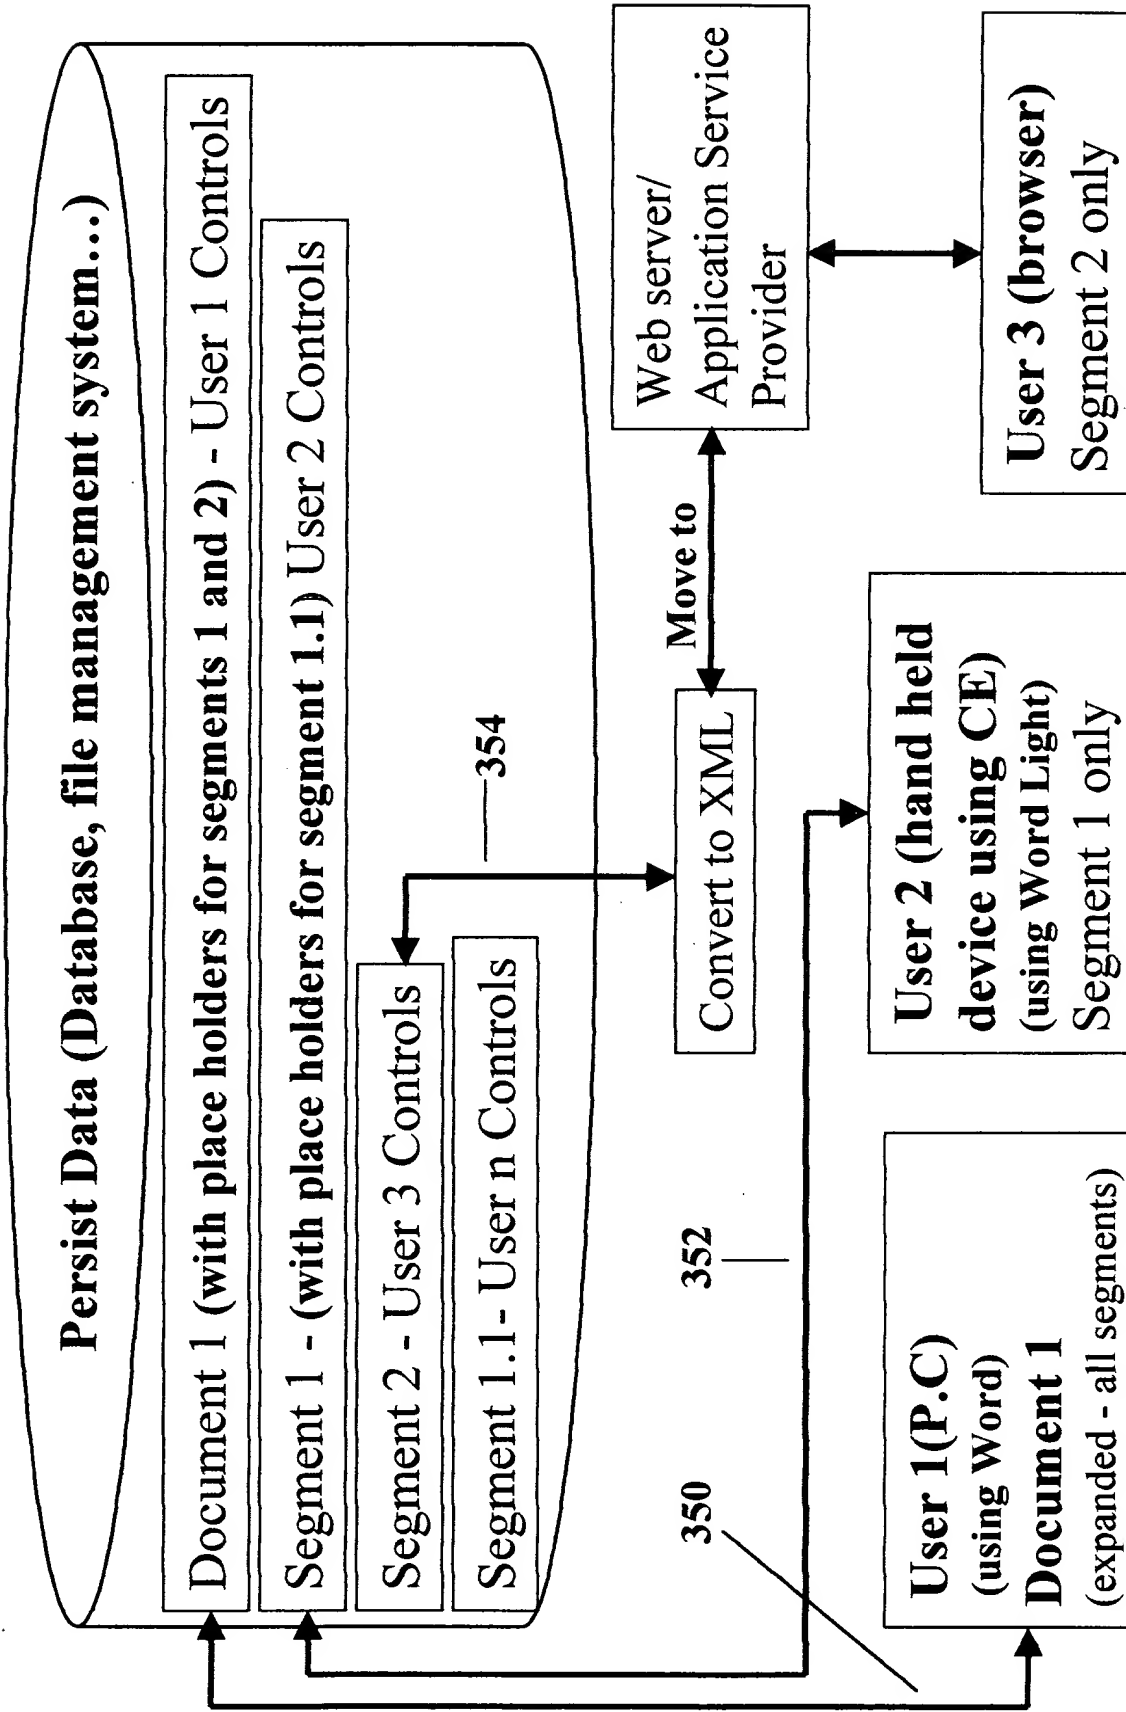 Persist Data (Database, file management system....)
Document 1 (with place holders for segments 1 and 2) - User 1 Controls
Segment 1 - (with place holders for segment 1.1) User 2 Controls
Segment 2 - User 3 Controls
Segment 1.1- User n Controls
354
Convert to XML
Move to
Web server/
Application Service
Provider
352
350
User 1(P.C)
(using Word)
Document 1
(expanded - all segments)
User 2 (hand held
device using CE)
(using Word Light)
Segment 1 only
User 3 (browser)
Segment 2 only